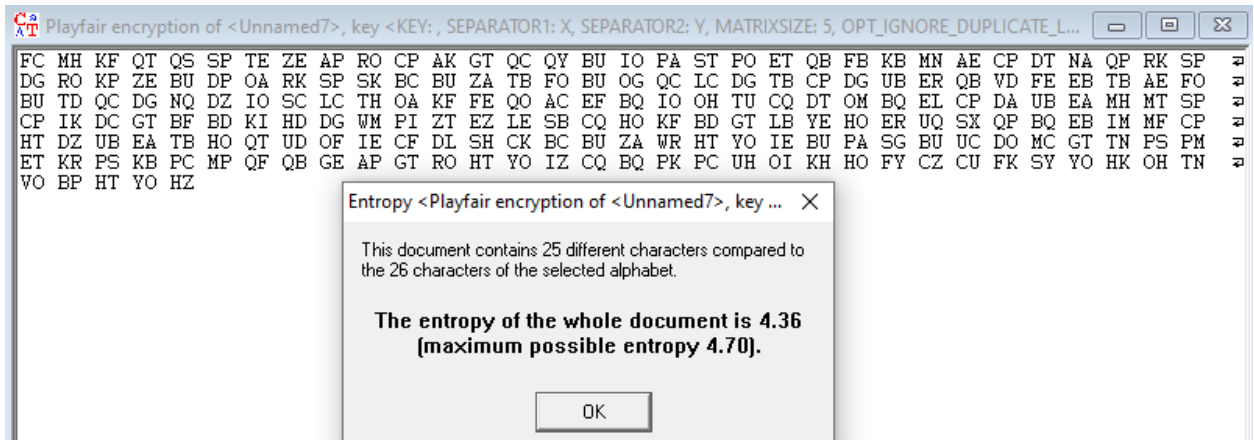 Playfair encryption of <Unnamed7>, key <KEY: , SEPARATOR1: X, SEPARATOR2: Y, MATRIXSIZE: 5, OPT_IGNORE_DUPLICATE_L...
FC MH KF QT QS SP TE ZE AP RO CP AK GT QC QY BU IO PA ST PO ET QB FB KB MN AE CP DT NA QP RK SP
DG RO KP ZE BU DP OA RK SP SK BC BU ZA TB FO BU OG QC LC DG TB CP DG UB ER QB VD FE EB TB AE FO
BU TD QC DG NQ DZ IO SC LC TH OA KF FE QO AC EF BQ IO OH TU CQ DT OM BQ EL CP DA UB EA MH MT SP
CP IK DC GT BF BD KI HD DG WM PI ZT EZ LE SB CQ HO KF BD GT LB YE HO ER UQ SX QP BQ EB IM MF CP
HT DZ UB EA TB HO QT UD OF IE CF DL SH CK BC BU ZA WR HT YO IE BU PA SG BU UC DO MC GT TN PS PM
ET KR PS KB PC MP QF QB GE AP GT RO HT YO IZ CQ BQ PK PC UH OI KH HO FY CZ CU FK SY YO HK OH TN
VO BP HT YO HZ
Entropy <Playfair encryption of <Unnamed7>, key ...
This document contains 25 different characters compared to
the 26 characters of the selected alphabet.
The entropy of the whole document is 4.36
(maximum possible entropy 4.70).
OK